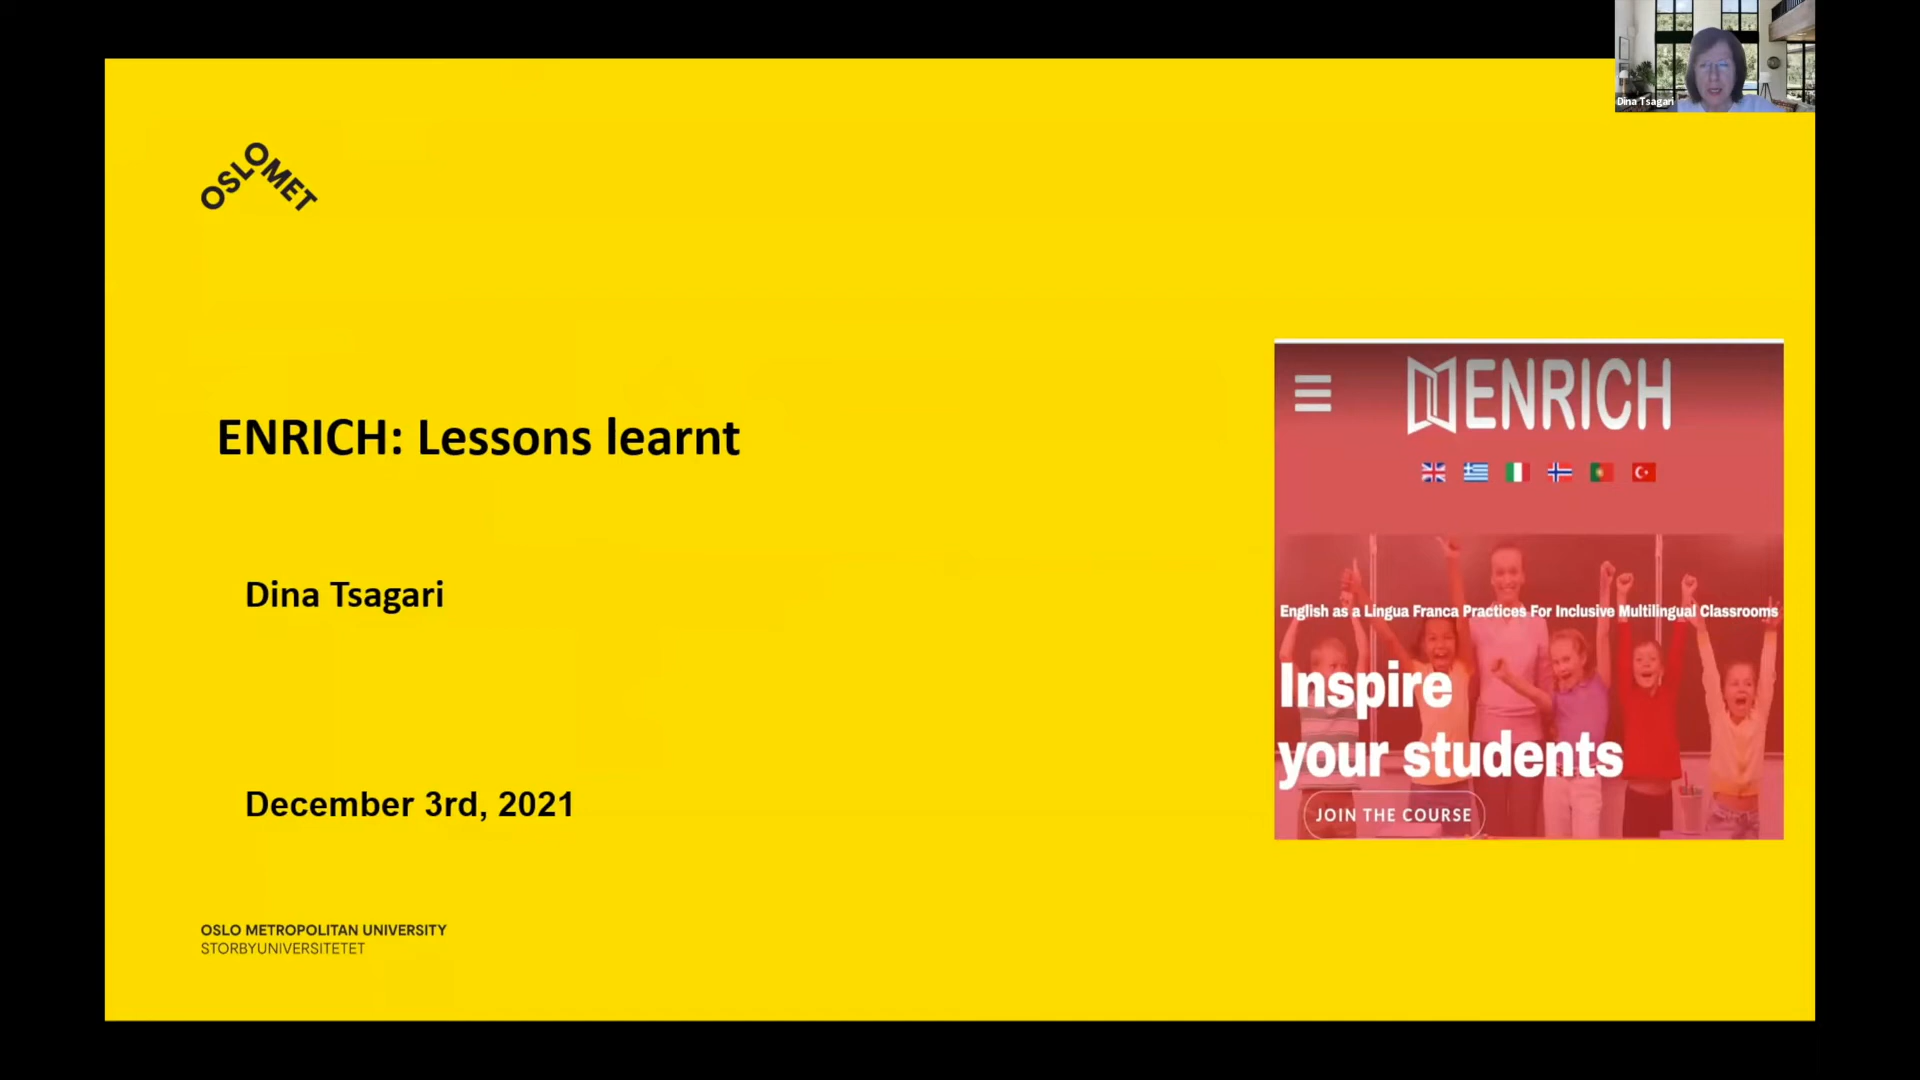 Dina Tsagari
OSLOMET
ENRICH: Lessons learnt
Dina Tsagari
December 3rd, 2021
OSLO METROPOLITAN UNIVERSITY
STORBYUNIVERSITETET
ENRICH
English as a Lingua Franca Practices For Inclusive Multilingual Classrooms
Inspire
your students
JOIN THE COURSE